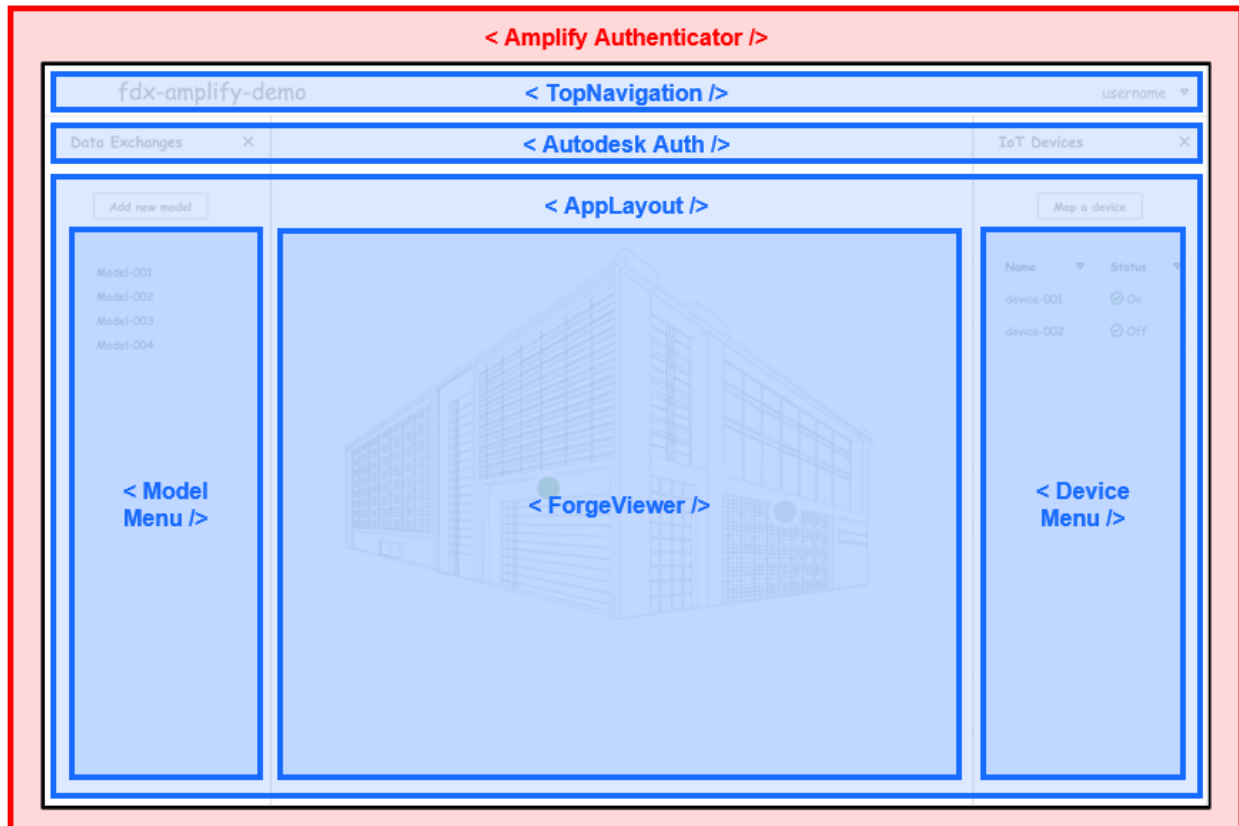 < Amplify Authenticator />
fdx-amplify-demo < TopNavigation /> username
Data Exchanges × < Autodesk Auth /> IoT Devices ×
Add new model < AppLayout /> Map a device
Name Status
Model-001
Model-002 device-001 On
Model-003
Model-004 device-002 Off
< Model
Menu />
< ForgeViewer />
< Device
Menu />